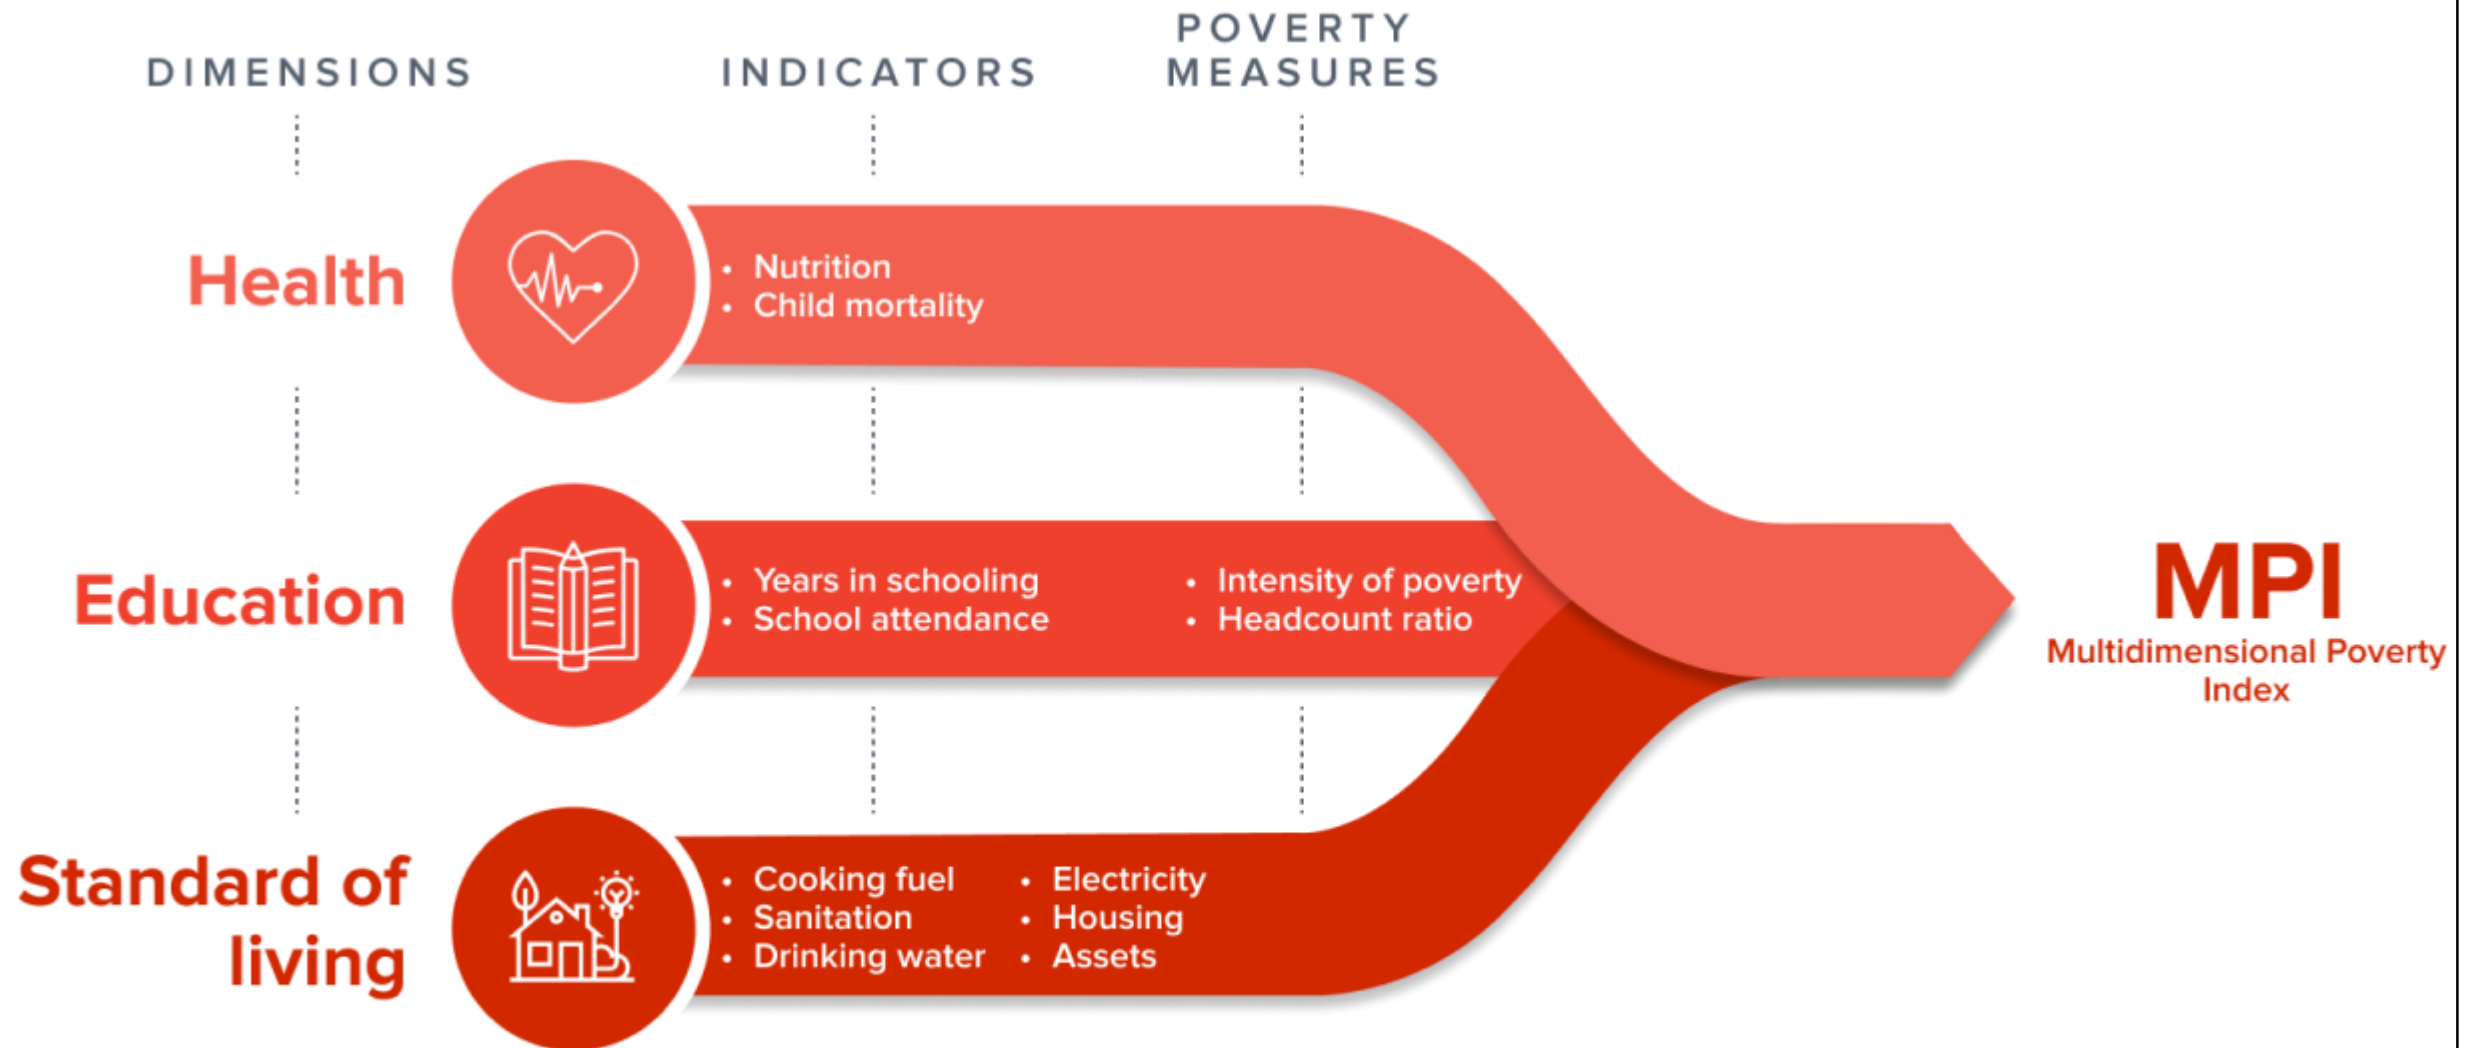 DIMENSIONS
INDICATORS
POVERTY
MEASURES
Health
• Nutrition
• Child mortality
Education
• Years in schooling
• School attendance
• Intensity of poverty
• Headcount ratio
Standard of
living
• Cooking fuel
• Sanitation
• Drinking water
• Electricity
• Housing
• Assets
MPI
Multidimensional Poverty
Index